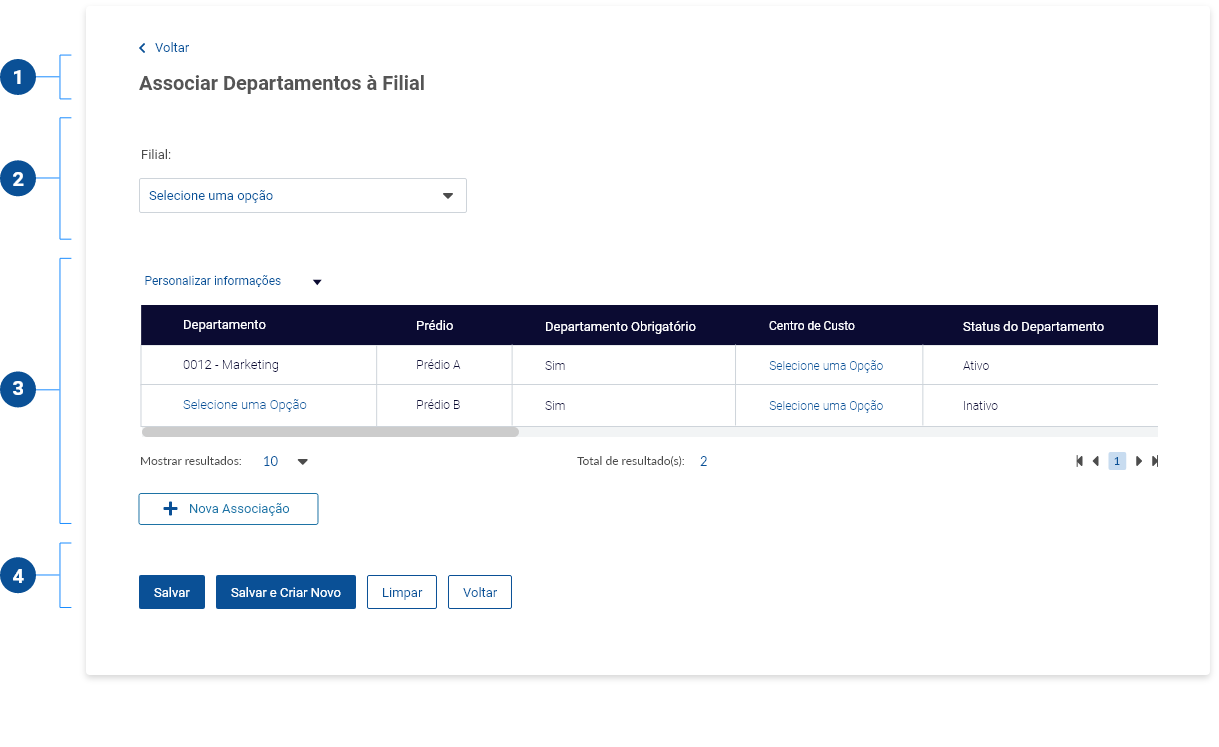 Voltar
1
Associar Departamentos à Filial
Filial:
2
Selecione uma opção
Personalizar informações
Departamento Prédio Departamento Obrigatório Centro de Custo Status do Departamento
0012 - Marketing Prédio A Sim Selecione uma Opção Ativo
3
Selecione uma Opção Prédio B Sim Selecione uma Opção Inativo
Mostrar resultados: 10 Total de resultado(s): 2 1
Nova Associação
4
Salvar Salvar e Criar Novo Limpar Voltar